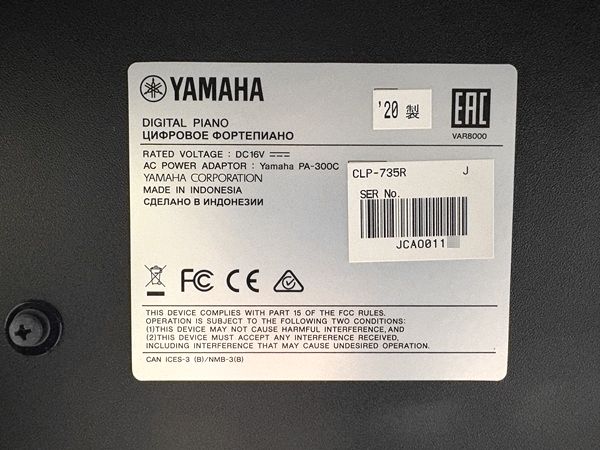 YAMAHA
'20 製
EAC
VAR8000
DIGITAL PIANO
ЦИФРОВОЕ ФОРТЕПИАНО
RATED VOLTAGE : DC16V
AC POWER ADAPTOR : Yamaha PA-300C
YAMAHA CORPORATION
MADE IN INDONESIA
СДЕЛАНО В ИНДОНЕЗИИ
CLP-735R J
SER No.
JCA0011
FC CE
THIS DEVICE COMPLIES WITH PART 15 OF THE FCC RULES.
OPERATION IS SUBJECT TO THE FOLLOWING TWO CONDITIONS:
(1)THIS DEVICE MAY NOT CAUSE HARMFUL INTERFERENCE, AND
(2)THIS DEVICE MUST ACCEPT ANY INTERFERENCE RECEIVED,
INCLUDING INTERFERENCE THAT MAY CAUSE UNDESIRED OPERATION.
CAN ICES-3 (B)/NMB-3(B)